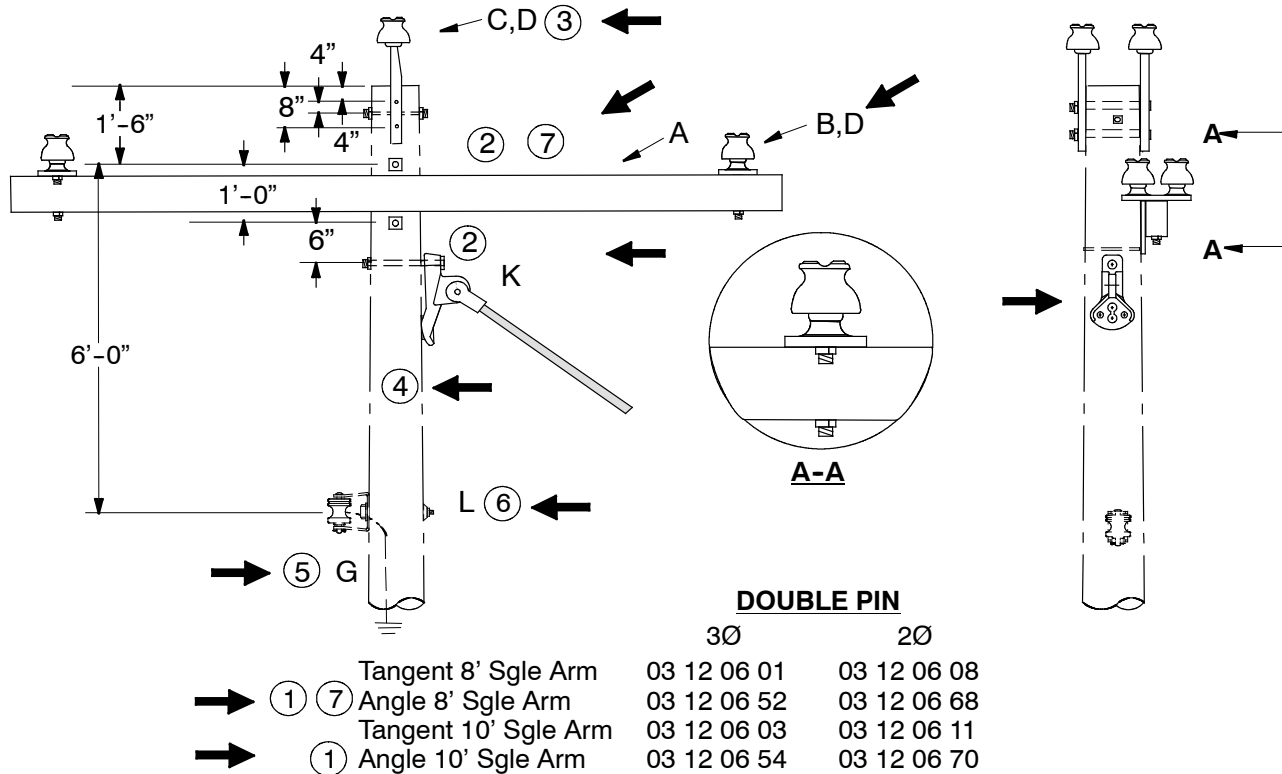 C,D ③
4”
8”
1’-6”
4”
② ⑦
A
B,D
A
1’-0”
6”
②
K
A
6’-0”
④
A-A
L ⑥
⑤ G
DOUBLE PIN
3Ø 2Ø
Tangent 8’ Sgle Arm 03 12 06 01 03 12 06 08
① ⑦ Angle 8’ Sgle Arm 03 12 06 52 03 12 06 68
Tangent 10’ Sgle Arm 03 12 06 03 03 12 06 11
① Angle 10’ Sgle Arm 03 12 06 54 03 12 06 70